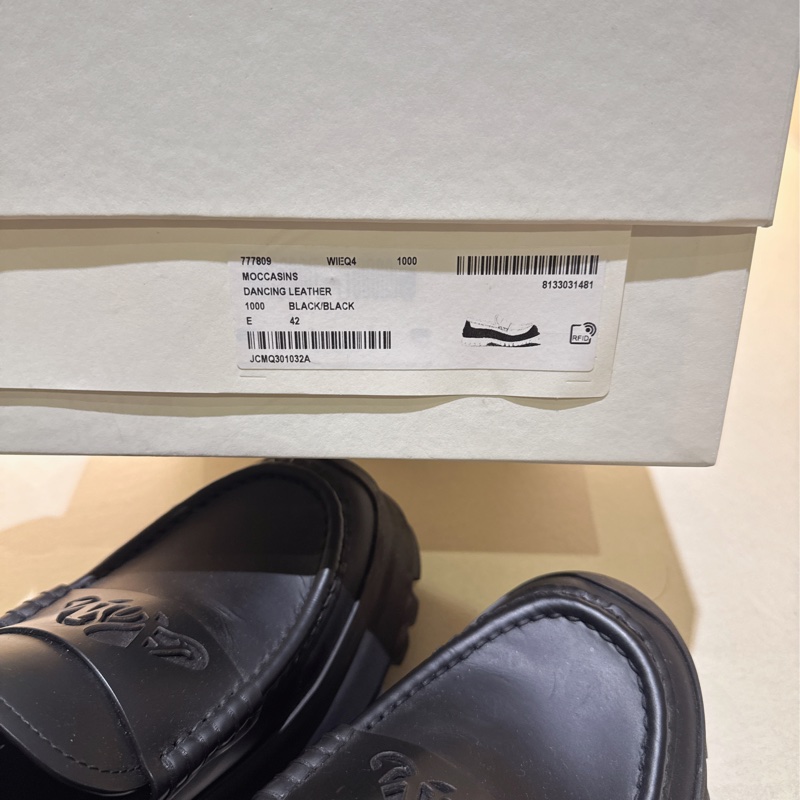 777809 WIEQ4 1000
8133031481
MOCCASINS
DANCING LEATHER
1000 BLACK/BLACK
E 42
JCMQ301032A
RFID